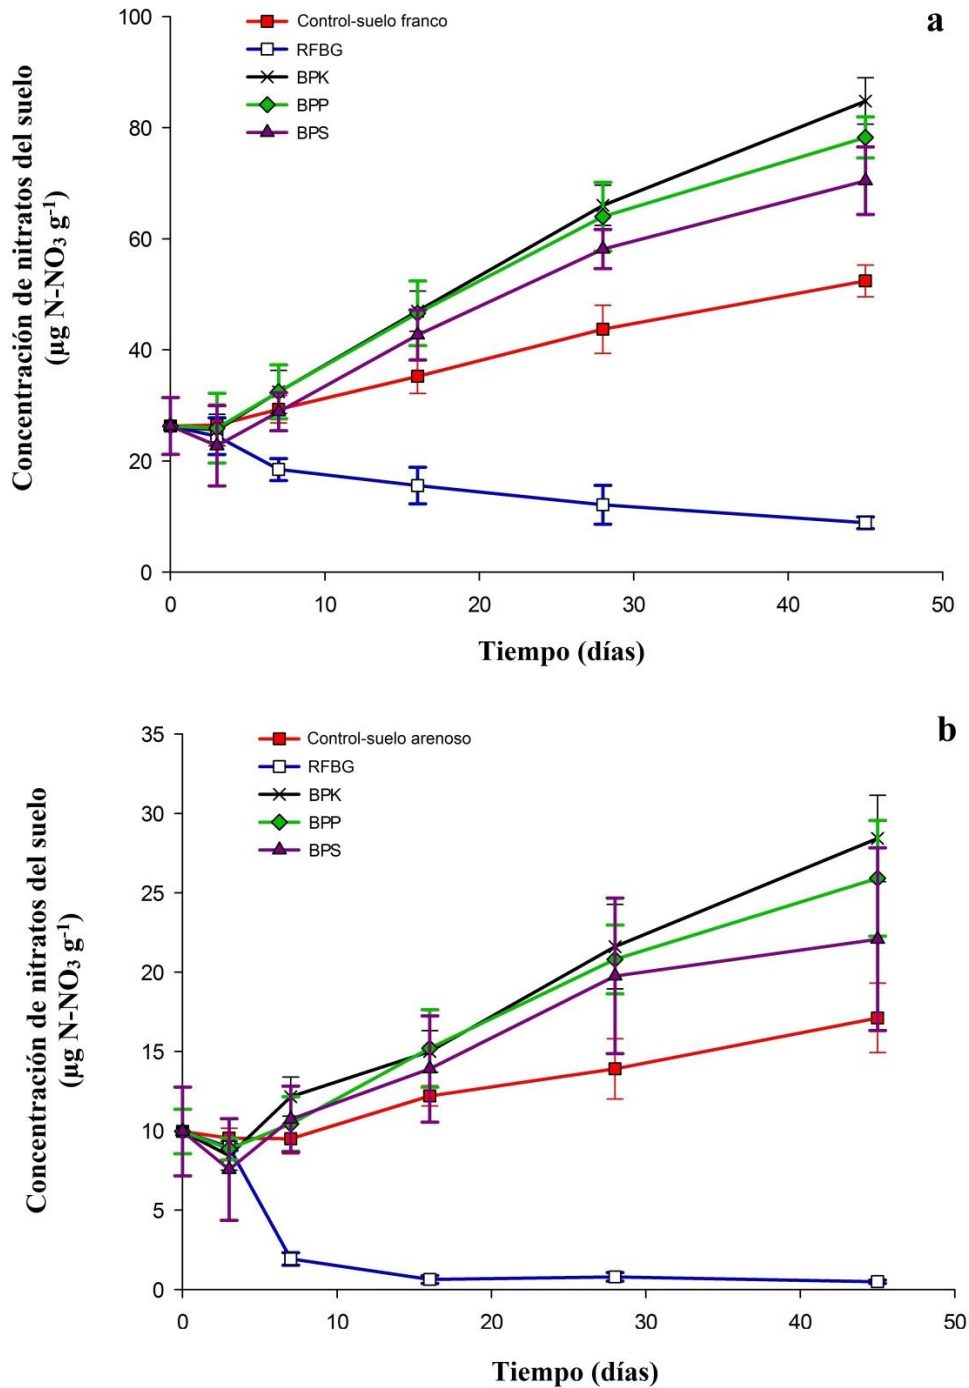 a
Control-suelo franco
RFBG
BPK
BPP
BPS
Concentración de nitratos del suelo
(µg N-NO₃ g⁻¹)
100
80
60
40
20
0
0 10 20 30 40 50
Tiempo (días)
b
Control-suelo arenoso
RFBG
BPK
BPP
BPS
Concentración de nitratos del suelo
(µg N-NO₃ g⁻¹)
35
30
25
20
15
10
5
0
0 10 20 30 40 50
Tiempo (días)